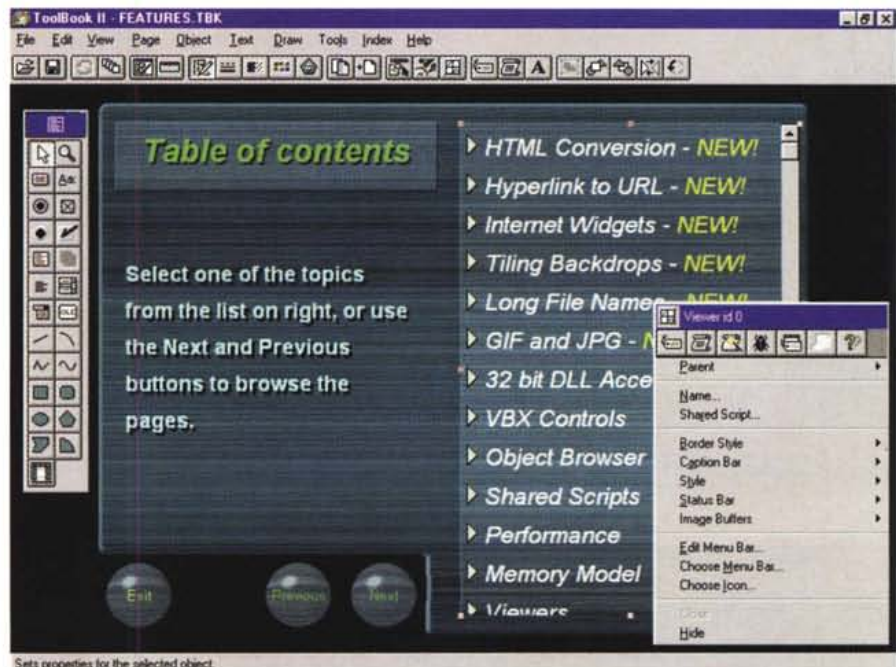 ToolBook II - FEATURES.TBK
File Edit View Page Object Text Draw Tools Index Help
Table of contents
Select one of the topics
from the list on right, or use
the Next and Previous
buttons to browse the
pages.
HTML Conversion - NEW!
Hyperlink to URL - NEW!
Internet Widgets - NEW!
Tiling Backdrops - NEW!
Long File Names - NEW!
GIF and JPG - N
32 bit DLL Acce
VBX Controls
Object Browser
Shared Scripts
Performance
Memory Model
Viewers
Viewer id 0
Parent
Name...
Shared Script...
Border Style
Caption Bar
Style
Status Bar
Image Buffers
Edit Menu Bar...
Choose Menu Bar...
Choose Icon...
Close
Hide
Exit
Previous
Next
Sets properties for the selected object